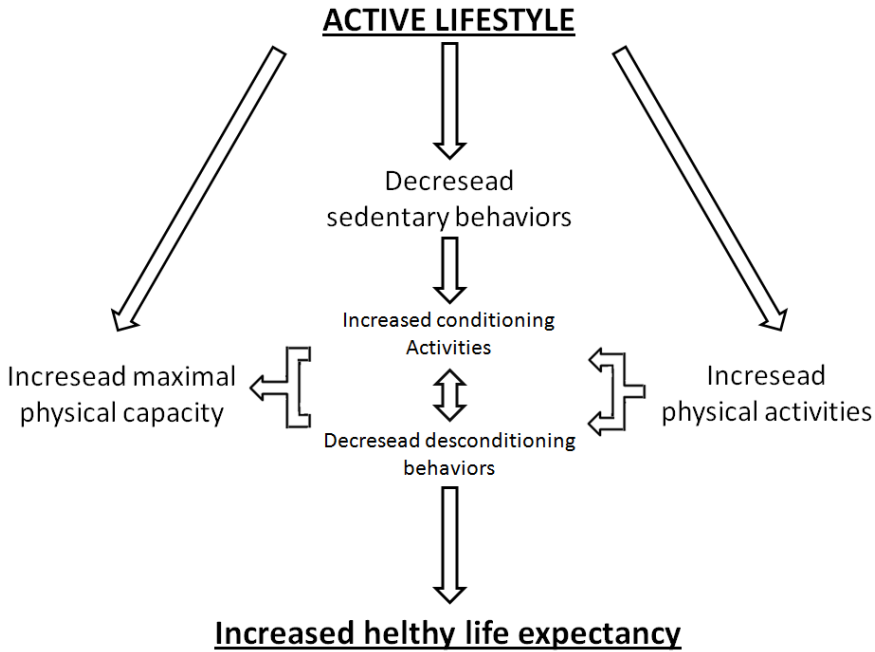 ACTIVE LIFESTYLE
Decresead
sedentary behaviors
Increased conditioning
Activities
Incresead maximal
physical capacity
Incresead
physical activities
Decresead desconditioning
behaviors
Increased helthy life expectancy